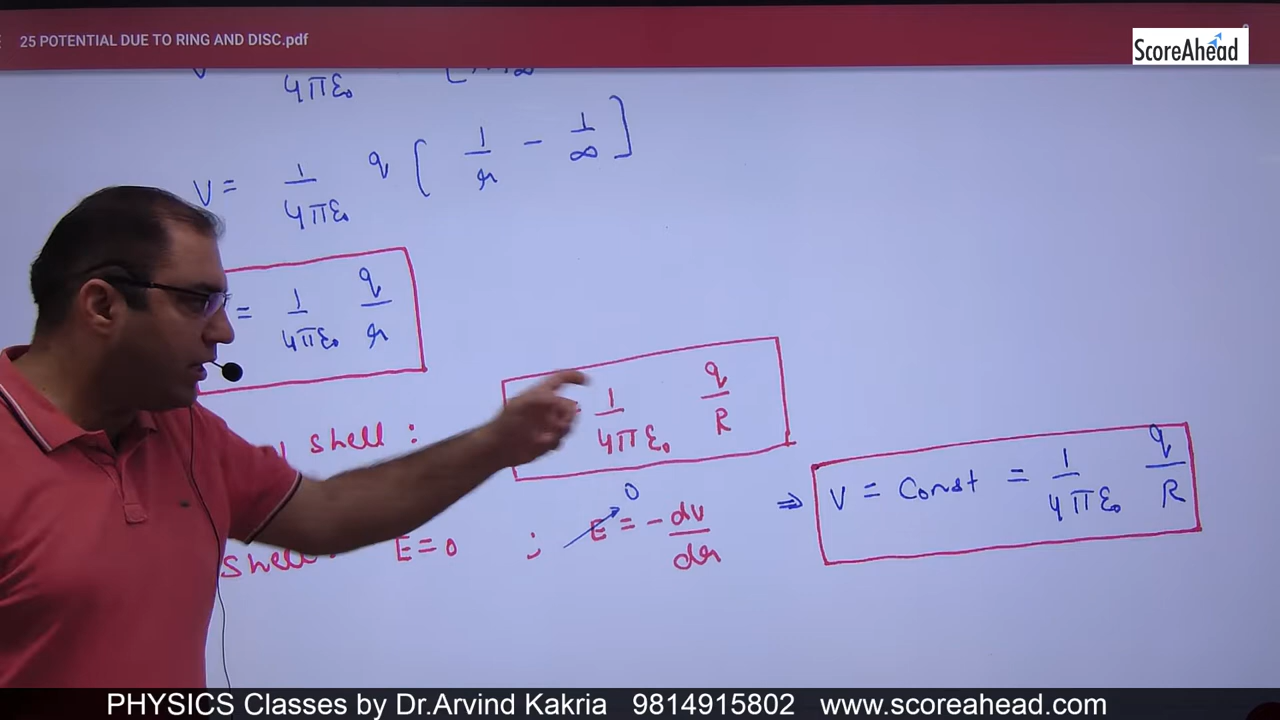 25 POTENTIAL DUE TO RING AND DISC.pdf
ScoreAhead
4πε₀
V = 1/4πε₀ q [ 1/r - 1/∞ ]
= 1/4πε₀ q/r
shell :
1/4πε₀ q/R
shell : E=0 ; E = - dv/dr ⇒ V = Const = 1/4πε₀ q/R
0
PHYSICS Classes by Dr.Arvind Kakria 9814915802 www.scoreahead.com